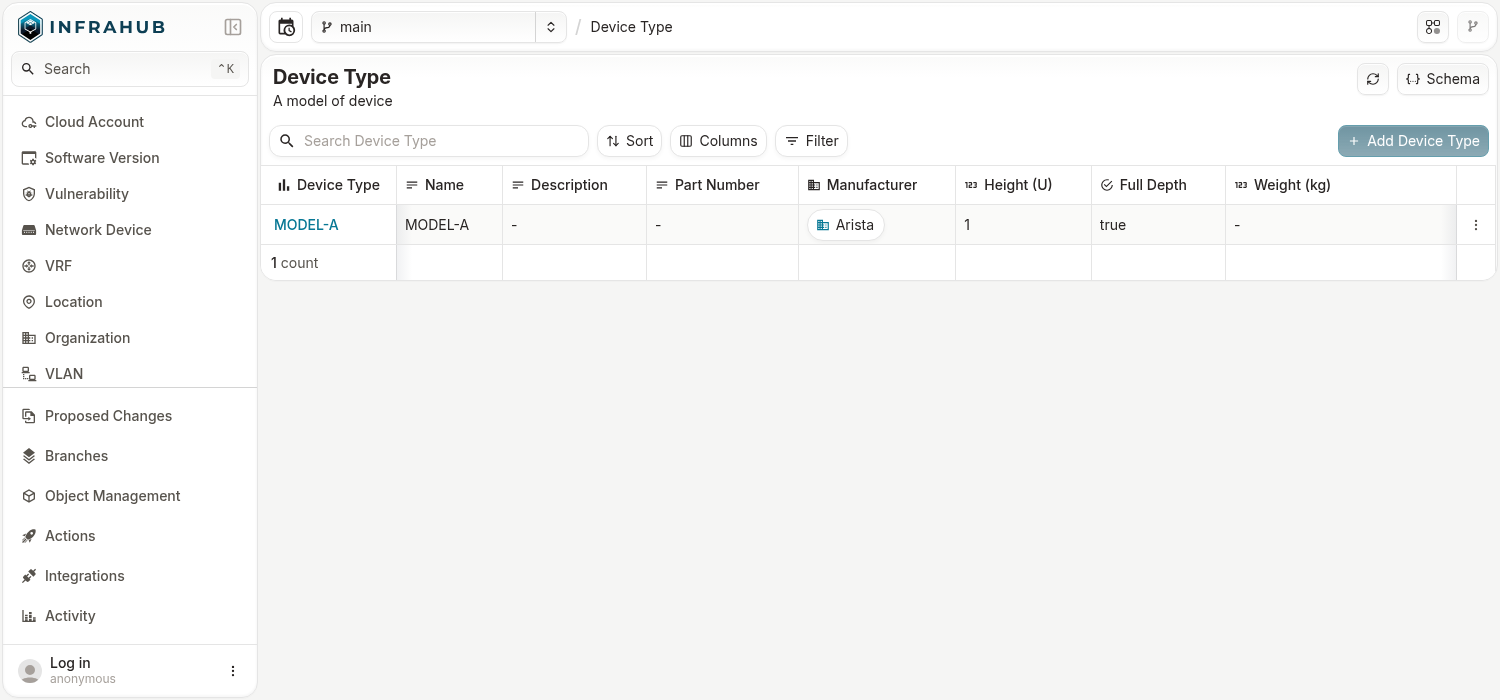 INFRAHUB
Search ⌃K
Cloud Account
Software Version
Vulnerability
Network Device
VRF
Location
Organization
VLAN
Proposed Changes
Branches
Object Management
Actions
Integrations
Activity
Log in
anonymous
main / Device Type
Device Type
A model of device
Schema
Search Device Type Sort Columns Filter + Add Device Type
Device Type Name Description Part Number Manufacturer 123 Height (U) Full Depth 123 Weight (kg)
MODEL-A MODEL-A - - Arista 1 true -
1 count